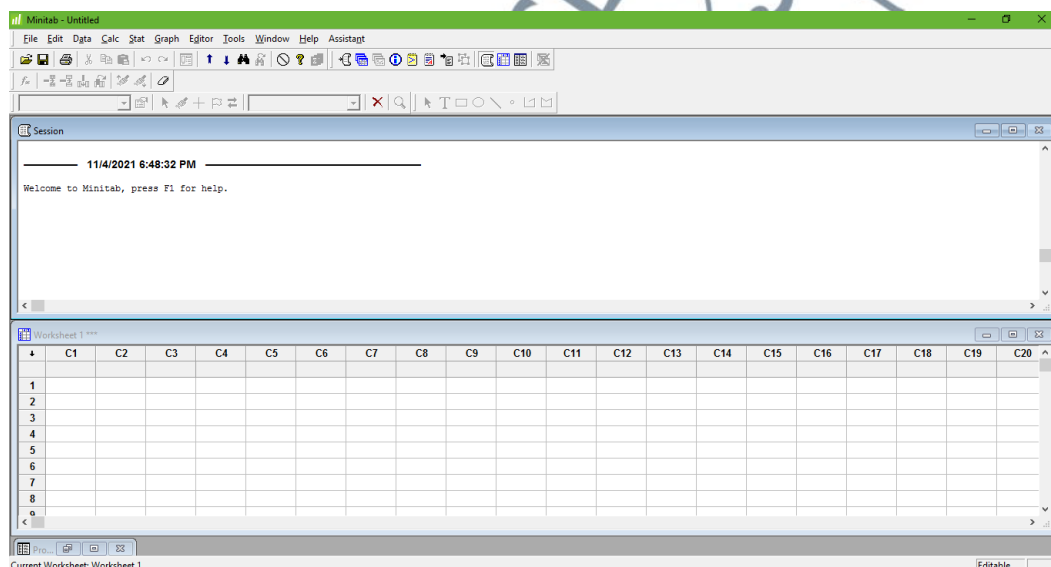 Minitab - Untitled
File Edit Data Calc Stat Graph Editor Tools Window Help Assistant
Session
11/4/2021 6:48:32 PM
Welcome to Minitab, press F1 for help.
Worksheet 1 ***
C1 C2 C3 C4 C5 C6 C7 C8 C9 C10 C11 C12 C13 C14 C15 C16 C17 C18 C19 C20
1
2
3
4
5
6
7
8
9
Pro...
Current Worksheet: Worksheet 1 Editable